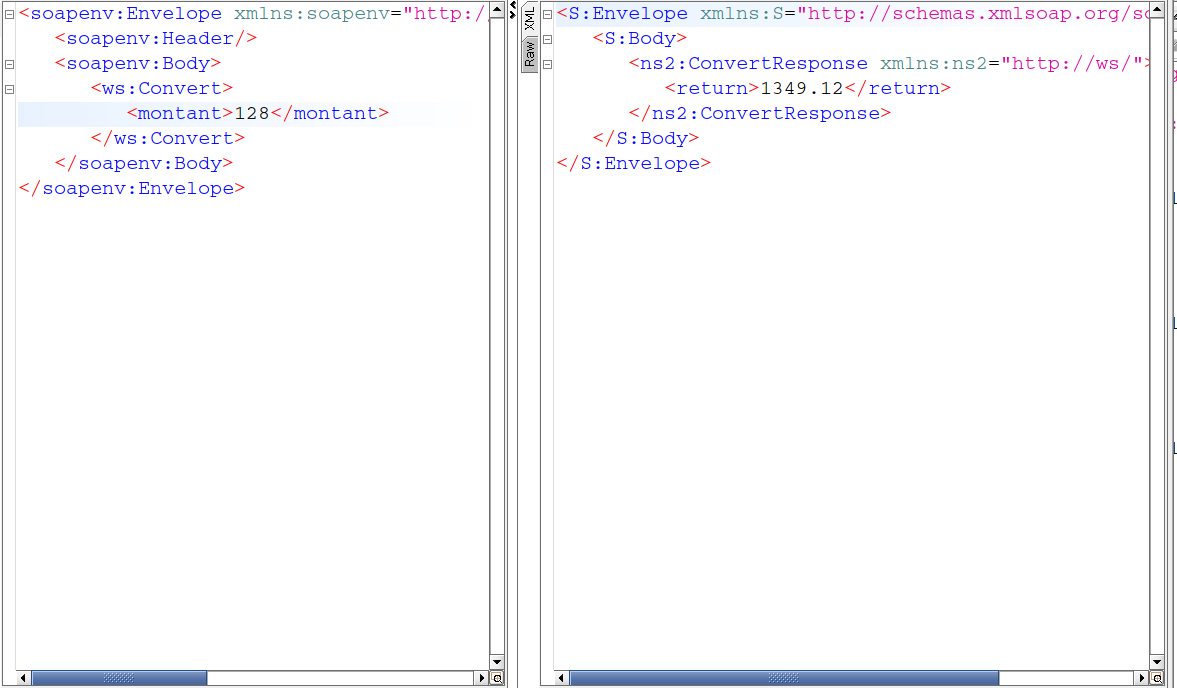 <soapenv:Envelope xmlns:soapenv="http:/
<soapenv:Header/>
<soapenv:Body>
<ws:Convert>
<montant>128</montant>
</ws:Convert>
</soapenv:Body>
</soapenv:Envelope>
XML
Raw
<S:Envelope xmlns:S="http://schemas.xmlsoap.org/so
<S:Body>
<ns2:ConvertResponse xmlns:ns2="http://ws/">
<return>1349.12</return>
</ns2:ConvertResponse>
</S:Body>
</S:Envelope>